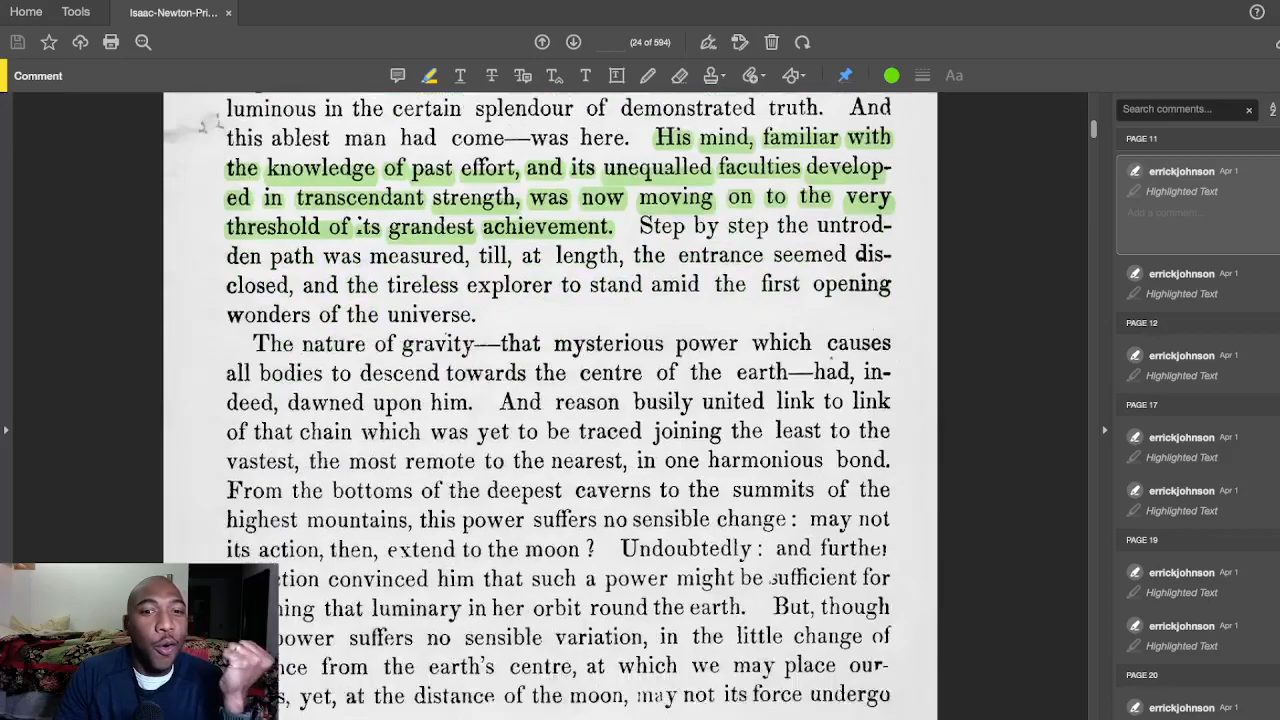 Home
Tools
Isaac-Newton-Pri... ×
(24 of 594)
Comment
Aa
luminous in the certain splendour of demonstrated truth. And
this ablest man had come—was here. His mind, familiar with
the knowledge of past effort, and its unequalled faculties develop-
ed in transcendant strength, was now moving on to the very
threshold of its grandest achievement. Step by step the untrod-
den path was measured, till, at length, the entrance seemed dis-
closed, and the tireless explorer to stand amid the first opening
wonders of the universe.
The nature of gravity—that mysterious power which causes
all bodies to descend towards the centre of the earth—had, in-
deed, dawned upon him. And reason busily united link to link
of that chain which was yet to be traced joining the least to the
vastest, the most remote to the nearest, in one harmonious bond.
From the bottoms of the deepest caverns to the summits of the
highest mountains, this power suffers no sensible change : may not
its action, then, extend to the moon ? Undoubtedly : and further
ction convinced him that such a power might be sufficient for
ning that luminary in her orbit round the earth. But, though
power suffers no sensible variation, in the little change of
nce from the earth's centre, at which we may place our-
s, yet, at the distance of the moon, may not its force undergo
Search comments... ×
PAGE 11
errickjohnson Apr 1
Highlighted Text
Add a comment...
errickjohnson Apr 1
Highlighted Text
PAGE 12
errickjohnson Apr 1
Highlighted Text
PAGE 17
errickjohnson Apr 1
Highlighted Text
errickjohnson Apr 1
Highlighted Text
PAGE 19
errickjohnson Apr 1
Highlighted Text
errickjohnson Apr 1
Highlighted Text
PAGE 20
errickjohnson Apr 1